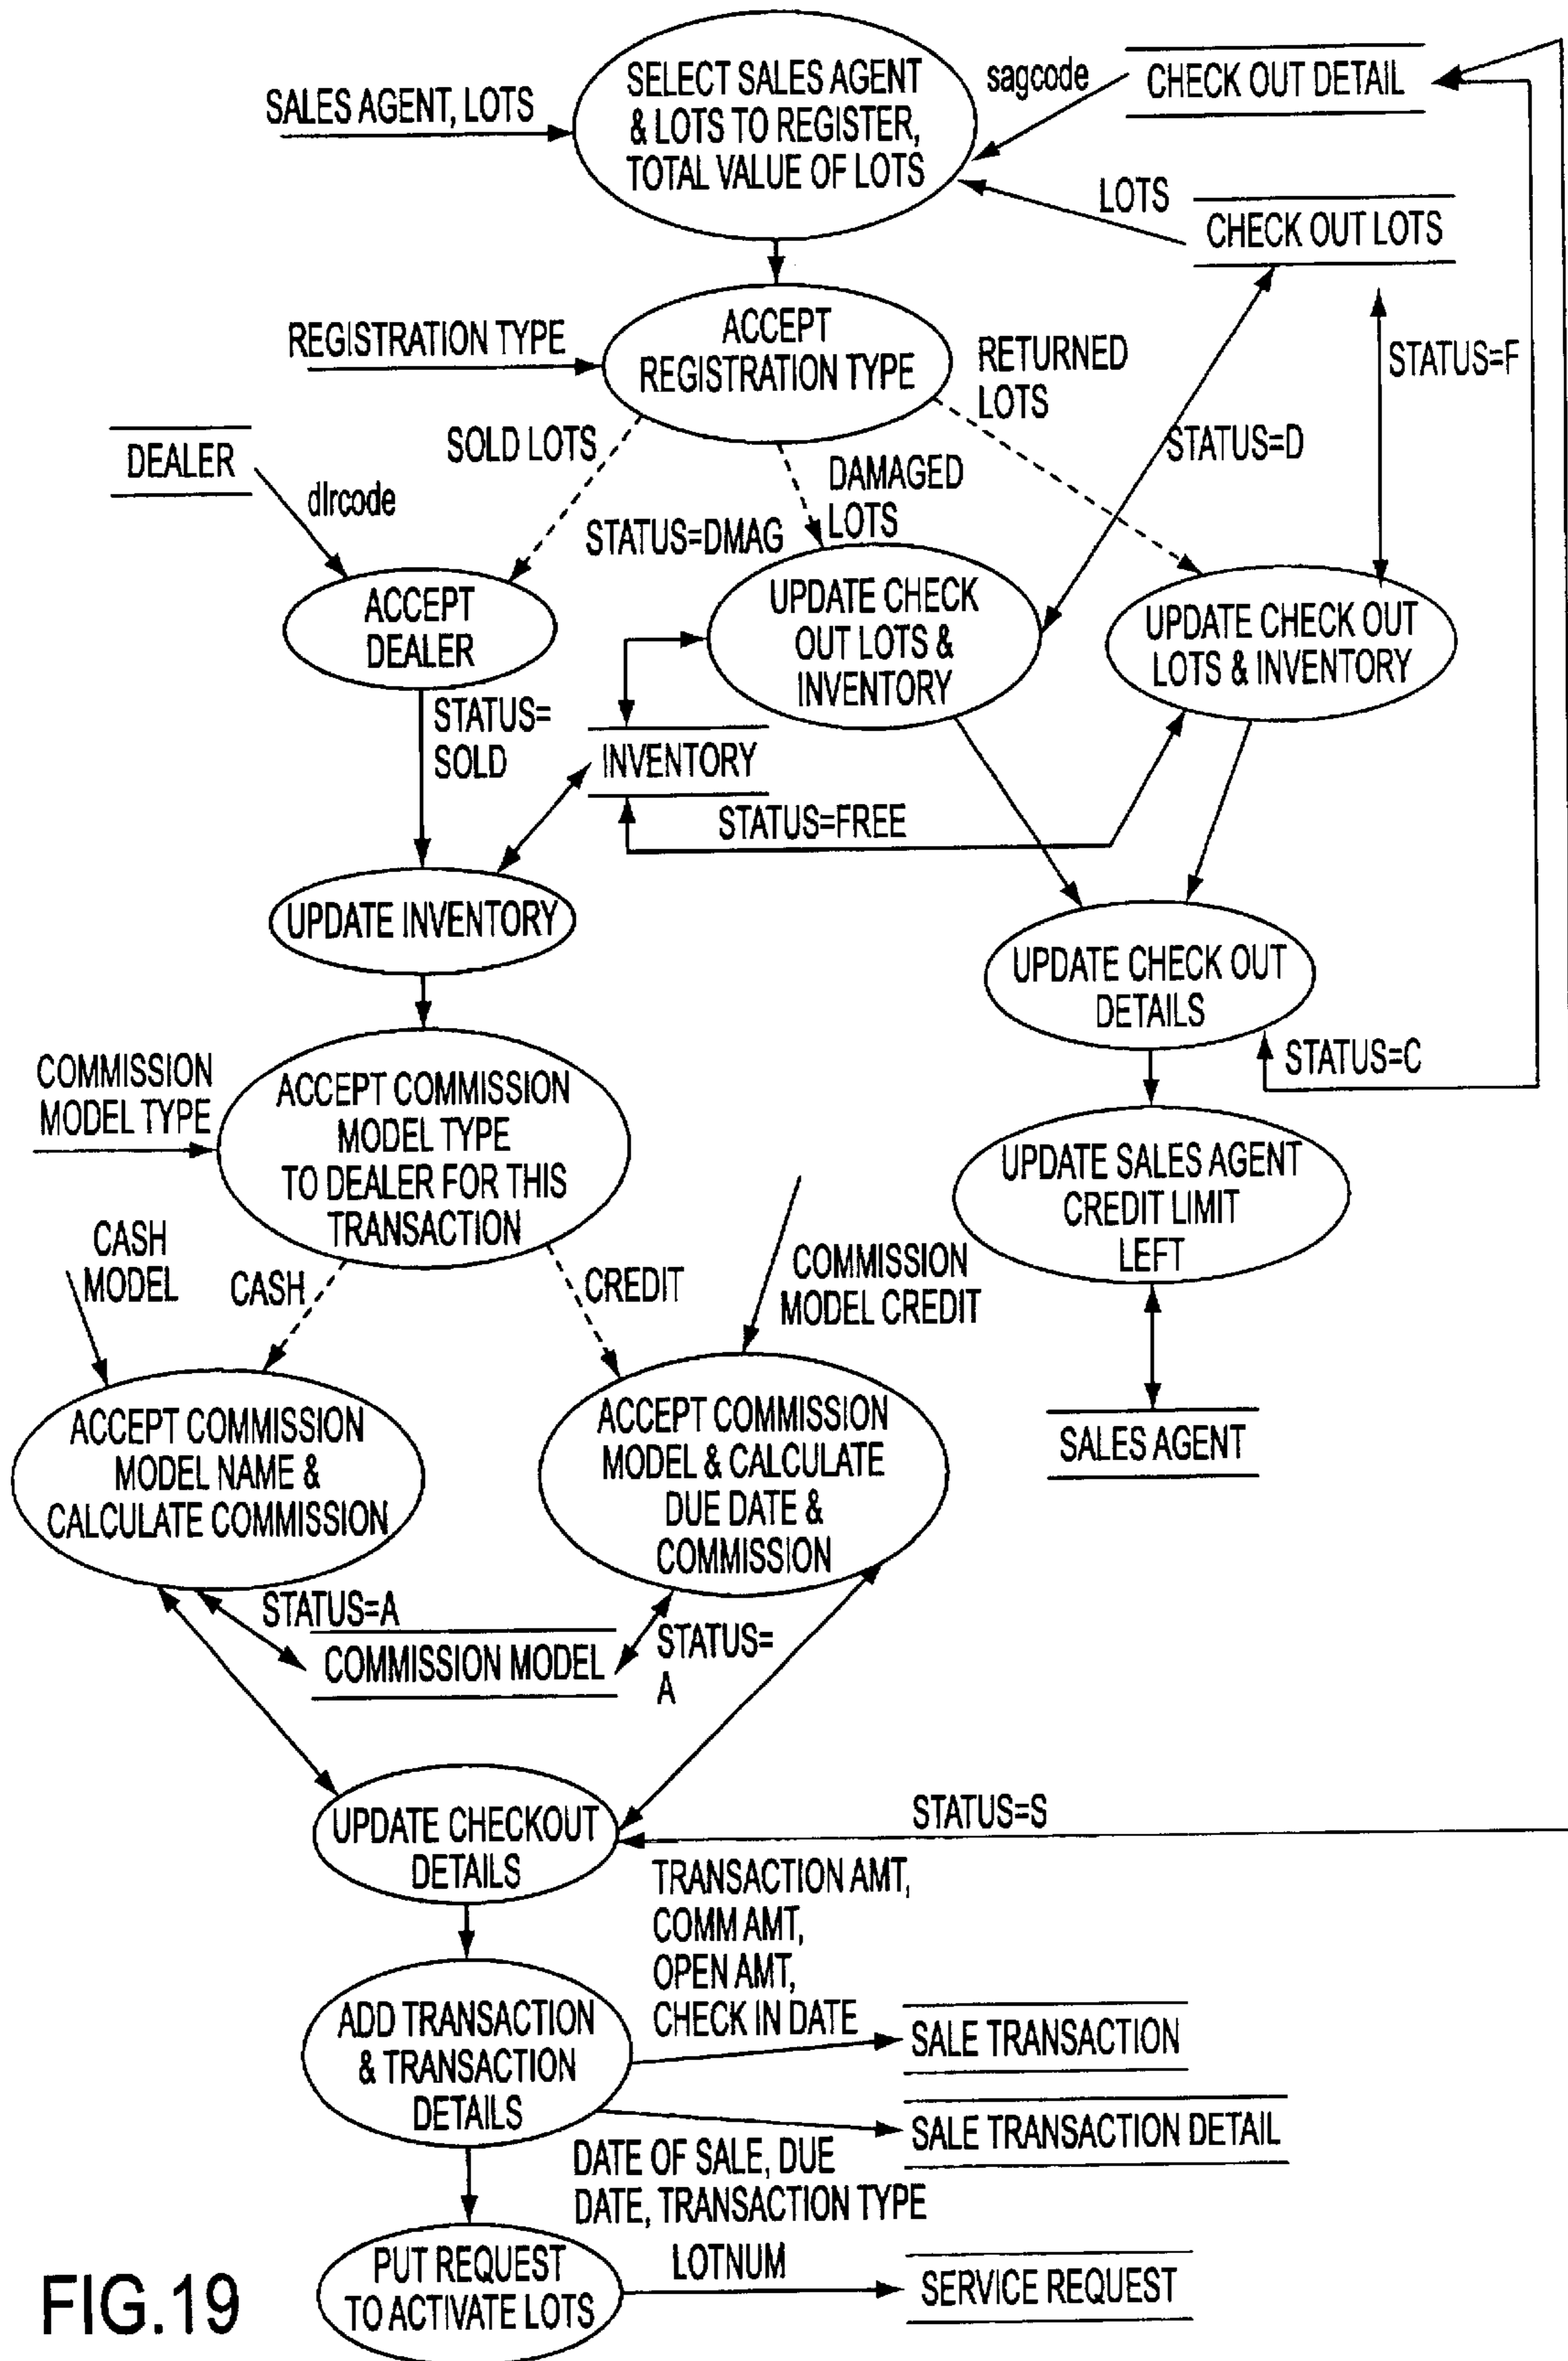 SALES AGENT, LOTS
SELECT SALES AGENT
& LOTS TO REGISTER,
TOTAL VALUE OF LOTS
sagcode
CHECK OUT DETAIL
LOTS
CHECK OUT LOTS
REGISTRATION TYPE
ACCEPT
REGISTRATION TYPE
RETURNED
LOTS
STATUS=F
DEALER
dlrcode
SOLD LOTS
STATUS=DMAG
DAMAGED
LOTS
STATUS=D
ACCEPT
DEALER
UPDATE CHECK
OUT LOTS &
INVENTORY
UPDATE CHECK OUT
LOTS & INVENTORY
STATUS=
SOLD
INVENTORY
STATUS=FREE
UPDATE INVENTORY
UPDATE CHECK OUT
DETAILS
STATUS=C
COMMISSION
MODEL TYPE
ACCEPT COMMISSION
MODEL TYPE
TO DEALER FOR THIS
TRANSACTION
UPDATE SALES AGENT
CREDIT LIMIT
LEFT
CASH
MODEL
CASH
CREDIT
COMMISSION
MODEL CREDIT
ACCEPT COMMISSION
MODEL NAME &
CALCULATE COMMISSION
ACCEPT COMMISSION
MODEL & CALCULATE
DUE DATE &
COMMISSION
SALES AGENT
STATUS=A
COMMISSION MODEL
STATUS=
A
UPDATE CHECKOUT
DETAILS
STATUS=S
TRANSACTION AMT,
COMM AMT,
OPEN AMT,
CHECK IN DATE
ADD TRANSACTION
& TRANSACTION
DETAILS
SALE TRANSACTION
SALE TRANSACTION DETAIL
DATE OF SALE, DUE
DATE, TRANSACTION TYPE
PUT REQUEST
TO ACTIVATE LOTS
LOTNUM
SERVICE REQUEST
FIG.19